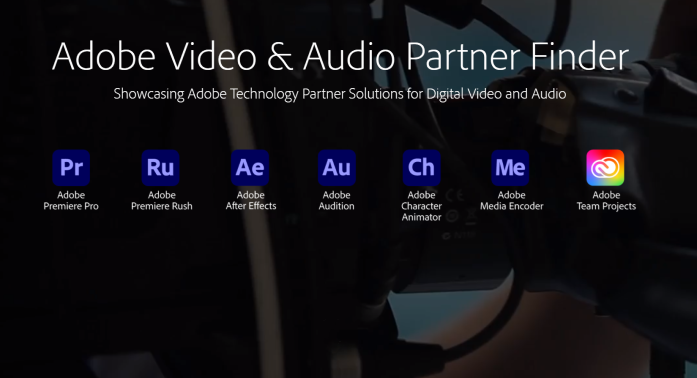 Adobe Video & Audio Partner Finder
Showcasing Adobe Technology Partner Solutions for Digital Video and Audio
Pr
Adobe
Premiere Pro
Ru
Adobe
Premiere Rush
Ae
Adobe
After Effects
Au
Adobe
Audition
Ch
Adobe
Character
Animator
Me
Adobe
Media Encoder
Adobe
Team Projects